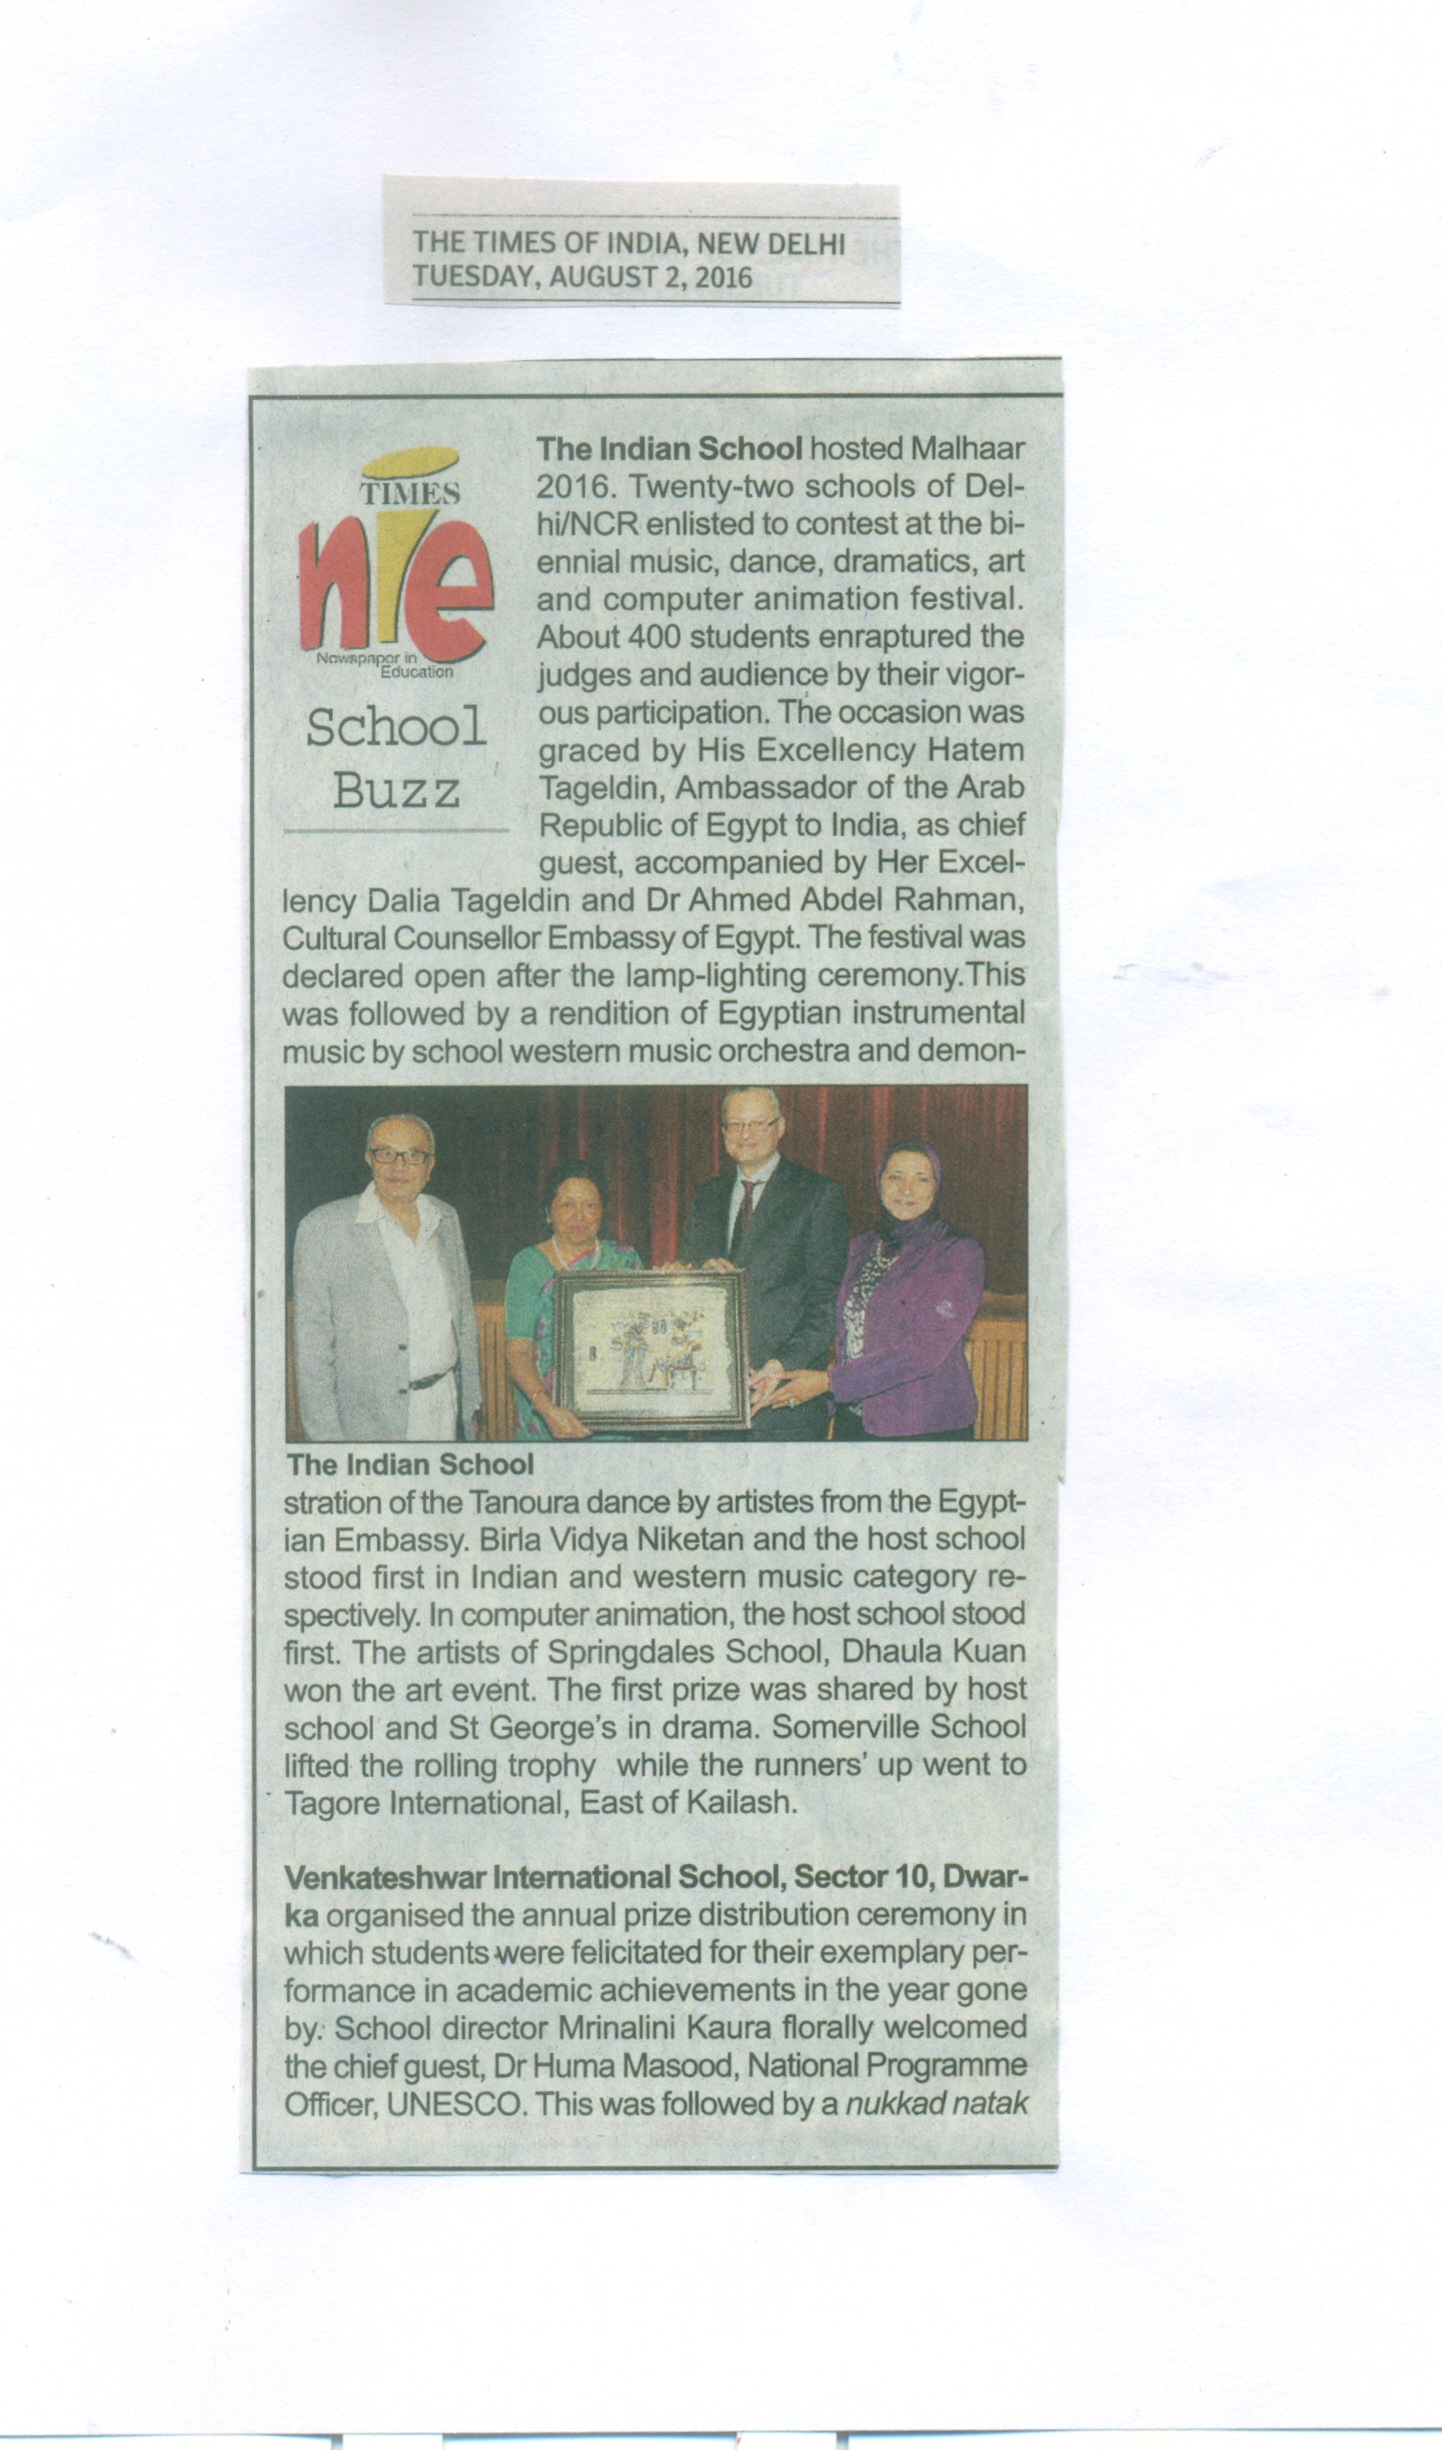 THE TIMES OF INDIA, NEW DELHI
TUESDAY, AUGUST 2, 2016
TIMES
nie
Newspaper in
Education
School
Buzz
The Indian School hosted Malhaar
2016. Twenty-two schools of Del-
hi/NCR enlisted to contest at the bi-
ennial music, dance, dramatics, art
and computer animation festival.
About 400 students enraptured the
judges and audience by their vigor-
ous participation. The occasion was
graced by His Excellency Hatem
Tageldin, Ambassador of the Arab
Republic of Egypt to India, as chief
guest, accompanied by Her Excel-
lency Dalia Tageldin and Dr Ahmed Abdel Rahman,
Cultural Counsellor Embassy of Egypt. The festival was
declared open after the lamp-lighting ceremony.This
was followed by a rendition of Egyptian instrumental
music by school western music orchestra and demon-
The Indian School
stration of the Tanoura dance by artistes from the Egypt-
ian Embassy. Birla Vidya Niketan and the host school
stood first in Indian and western music category re-
spectively. In computer animation, the host school stood
first. The artists of Springdales School, Dhaula Kuan
won the art event. The first prize was shared by host
school and St George's in drama. Somerville School
lifted the rolling trophy while the runners' up went to
Tagore International, East of Kailash.
Venkateshwar International School, Sector 10, Dwar-
ka organised the annual prize distribution ceremony in
which students were felicitated for their exemplary per-
formance in academic achievements in the year gone
by. School director Mrinalini Kaura florally welcomed
the chief guest, Dr Huma Masood, National Programme
Officer, UNESCO. This was followed by a nukkad natak